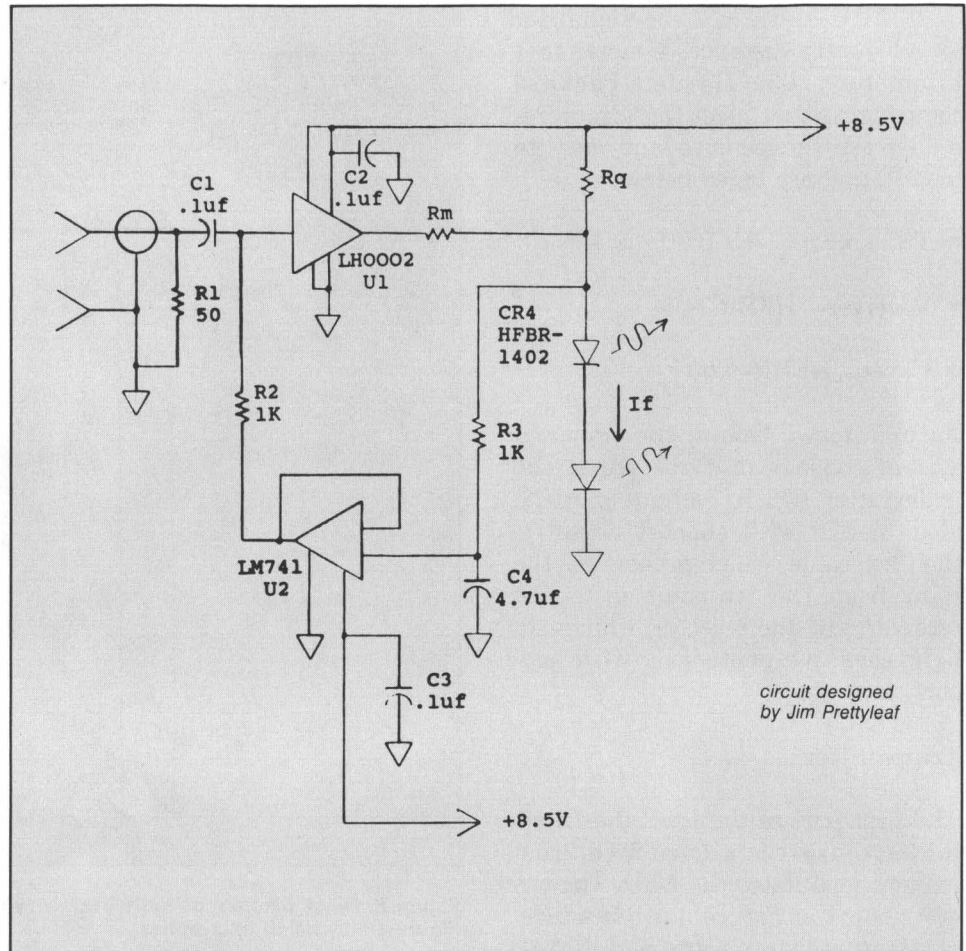 +8.5V
Rq
C2
.1uf
C1
.1uf
Rm
LH0002
U1
R1
50
CR4
HFBR-
1402
If
R2
1K
R3
1K
LM741
U2
C4
4.7uf
C3
.1uf
circuit designed
by Jim Prettyleaf
+8.5V